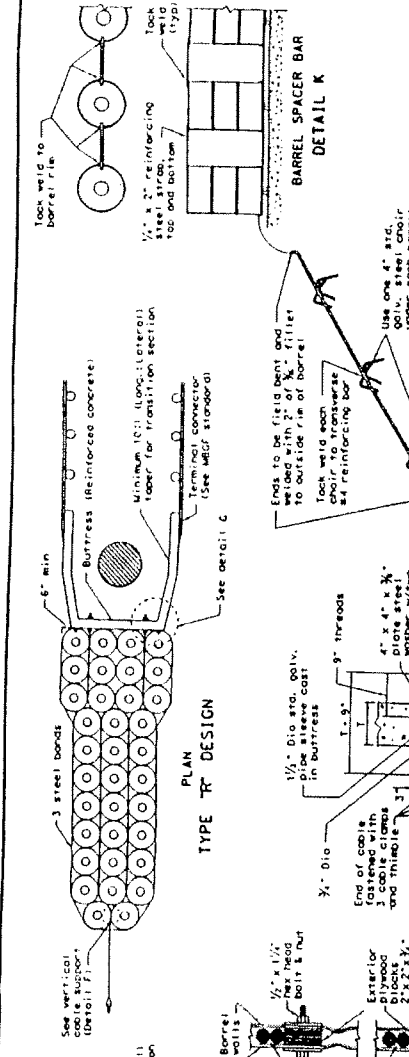 Tack weld to
barrel rim
Tack
weld
(typ)
1/4" x 2" reinforcing
steel strap,
top and bottom
BARREL SPACER BAR
DETAIL K
6" min
Buttress (Reinforced concrete)
Minimum 10:1 (Long.:Lateral)
taper for transition section
Terminal connector
(See MBGF standard)
See detail G
3 steel bands
See vertical
cable support
(Detail F)
PLAN
TYPE "R" DESIGN
Ends to be field bent and
welded with 2" of fillet
to outside rim of barrel
Tack weld each
chair to transverse
#4 reinforcing bar
Use one 4" std.
galv. steel chair
under each
1 1/2" Dia std. galv.
pipe sleeve cast
in buttress
9" threads
T - 9"
T
4" x 4" x 3/8"
plate steel
washer
3/4" Dia
3"
End of cable
fastened with
3 cable clamps
and thimble
Barrel
walls
1/2" x 1 1/4"
hex head
bolt & nut
Exterior
plywood
blocks